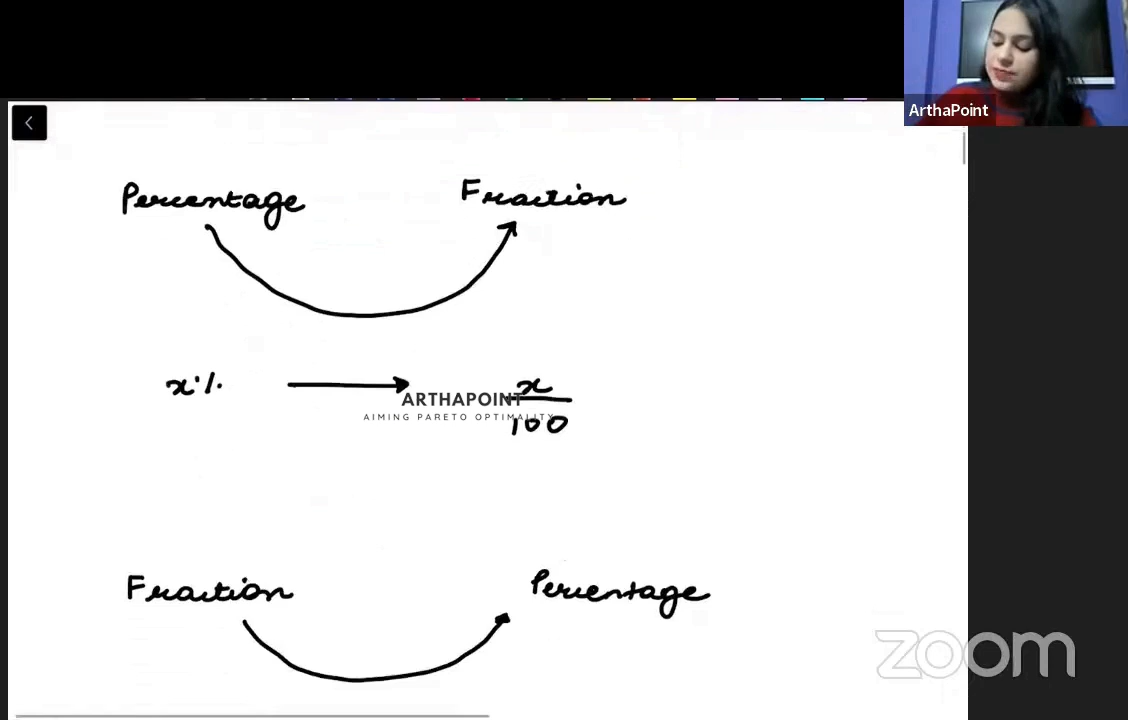 ArthaPoint
Percentage Fraction
x% x
ARTHAPOINT
AIMING PARETO OPTIMALITY
100
Fraction Percentage
zoom